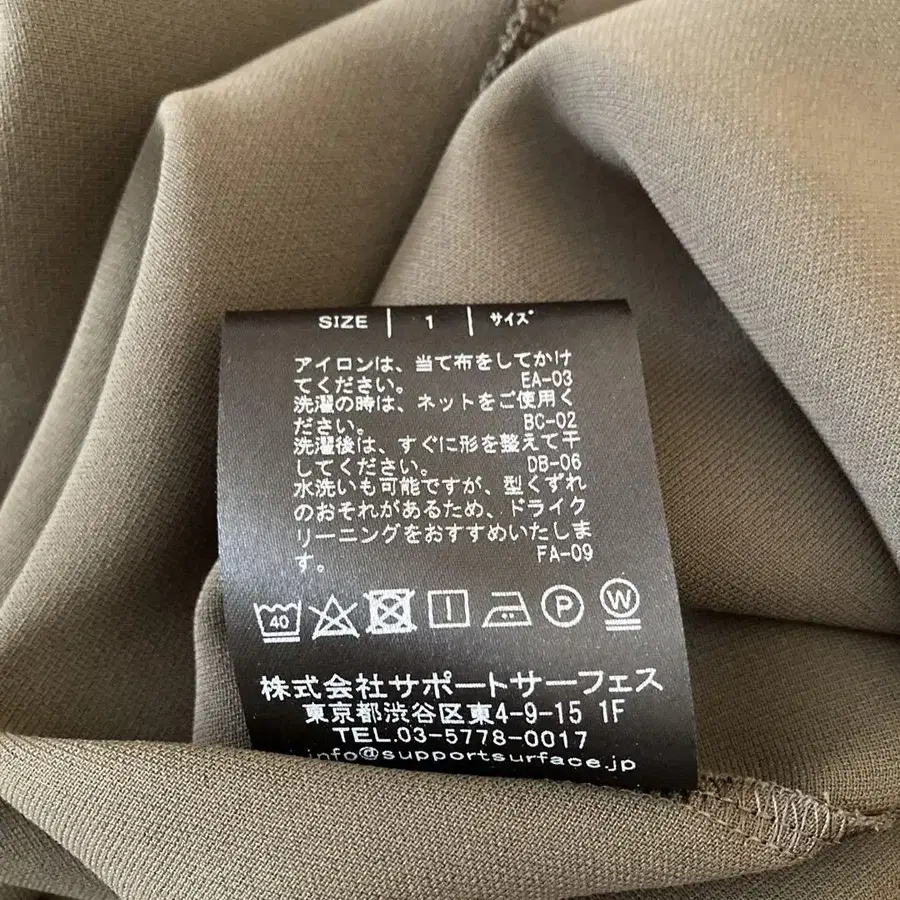 SIZE | 1 | サイズ
アイロンは、当て布をしてかけ
てください。 EA-03
洗濯の時は、ネットをご使用く
ださい。 BC-02
洗濯後は、すぐに形を整えて干
してください。 DB-06
水洗いも可能ですが、型くずれ
のおそれがあるため、ドライク
リーニングをおすすめいたしま
す。 FA-09
40 P W
株式会社サポートサーフェス
東京都渋谷区東4-9-15 1F
TEL.03-5778-0017
info@supportsurface.jp